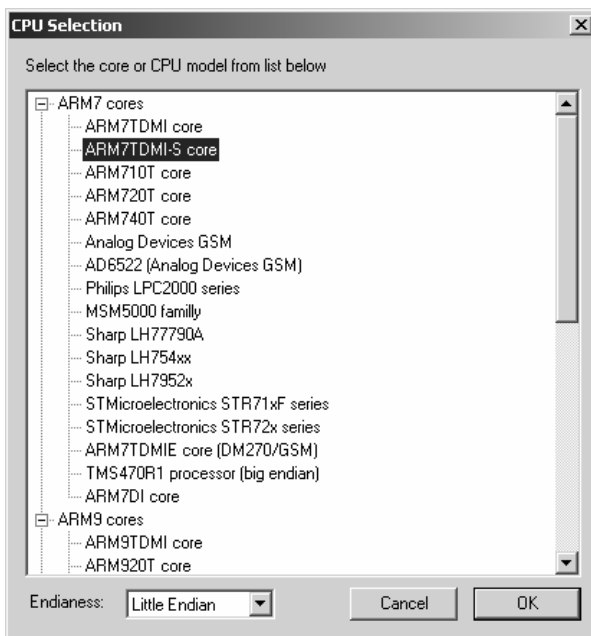 CPU Selection
Select the core or CPU model from list below
ARM7 cores
ARM7TDMI core
ARM7TDMI-S core
ARM710T core
ARM720T core
ARM740T core
Analog Devices GSM
AD6522 (Analog Devices GSM)
Philips LPC2000 series
MSM5000 familly
Sharp LH77790A
Sharp LH754xx
Sharp LH7952x
STMicroelectronics STR71xF series
STMicroelectronics STR72x series
ARM7TDMIE core (DM270/GSM)
TMS470R1 processor (big endian)
ARM7DI core
ARM9 cores
ARM9TDMI core
ARM920T core
Endianess: Little Endian Cancel OK